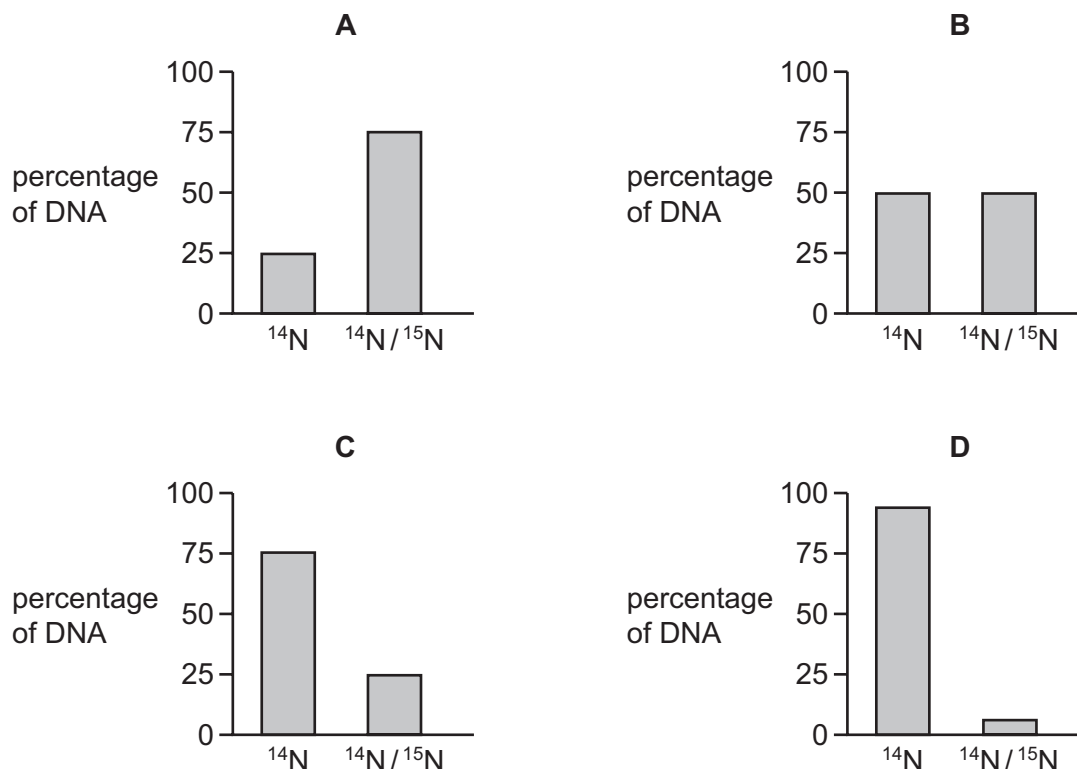 A
100
75
50
25
0
percentage
of DNA
¹⁴N
¹⁴N / ¹⁵N
B
100
75
50
25
0
percentage
of DNA
¹⁴N
¹⁴N / ¹⁵N
C
100
75
50
25
0
percentage
of DNA
¹⁴N
¹⁴N / ¹⁵N
D
100
75
50
25
0
percentage
of DNA
¹⁴N
¹⁴N / ¹⁵N